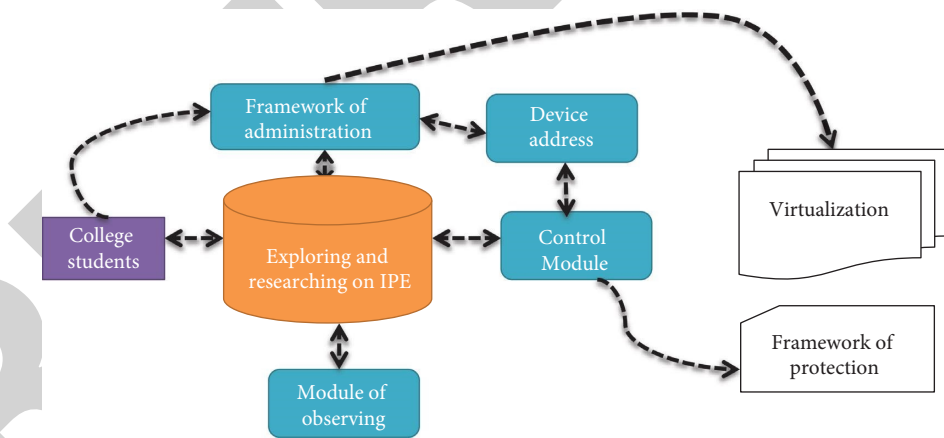 Framework of
administration
Device
address
Virtualization
College
students
Exploring and
researching on IPE
Control
Module
Framework of
protection
Module of
observing